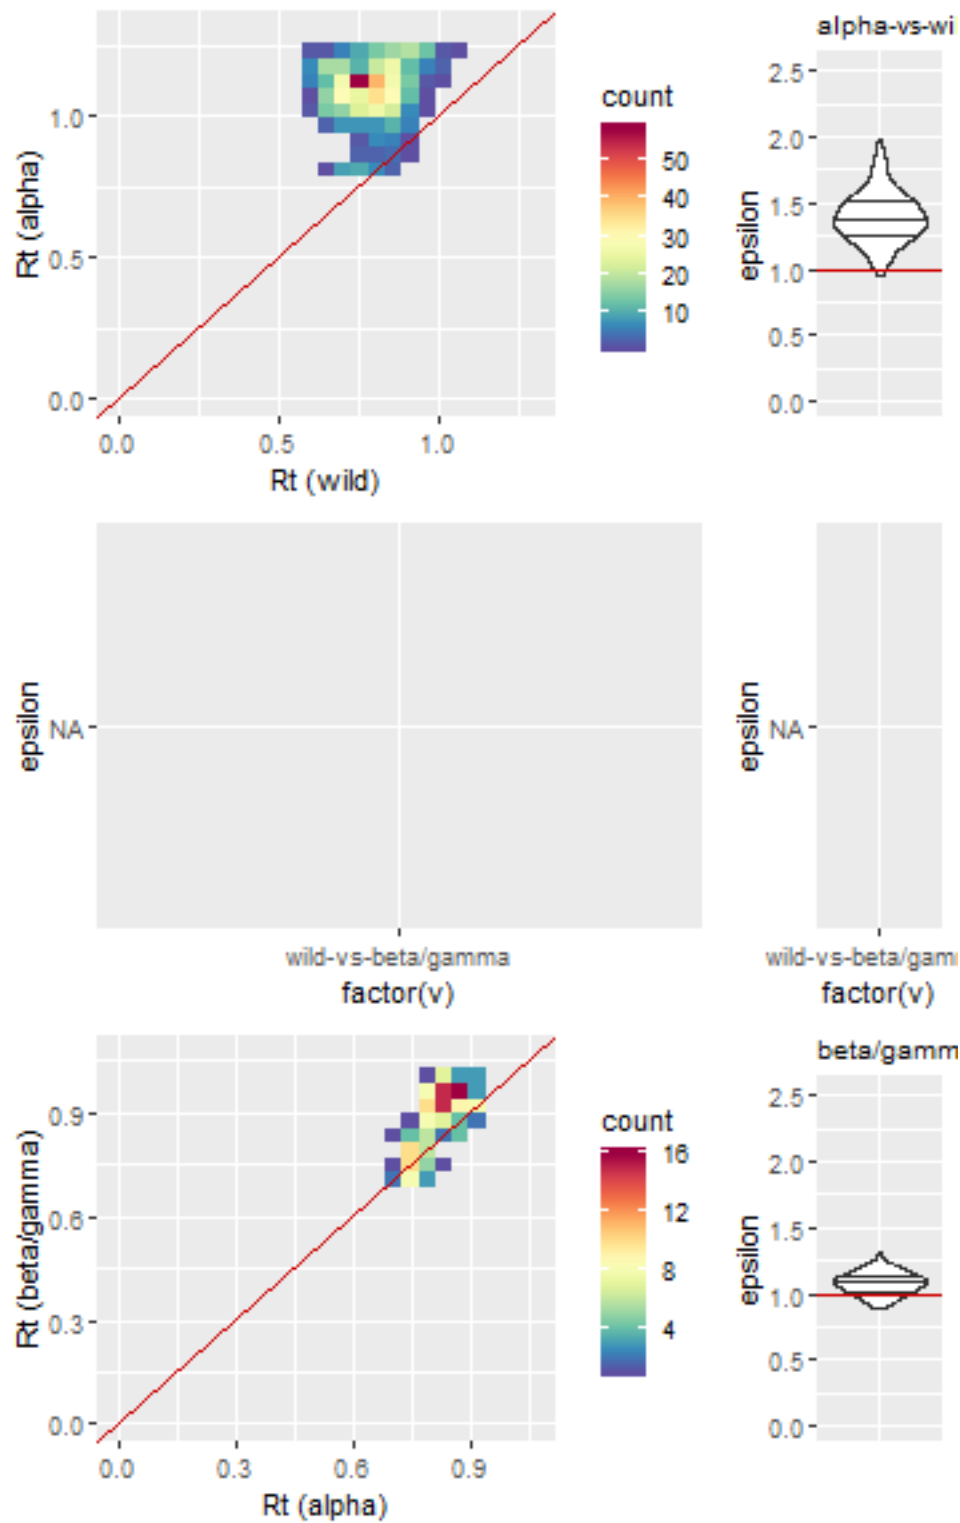 alpha-vs-wi
count
50
40
30
20
10
Rt (alpha)
1.0
0.5
0.0
0.0 0.5 1.0
Rt (wild)
epsilon
2.5
2.0
1.5
1.0
0.5
0.0
epsilon
NA
wild-vs-beta/gamma
factor(v)
epsilon
NA
wild-vs-beta/gam
factor(v)
beta/gamm
count
16
12
8
4
Rt (beta/gamma)
0.9
0.6
0.3
0.0
0.0 0.3 0.6 0.9
Rt (alpha)
epsilon
2.5
2.0
1.5
1.0
0.5
0.0